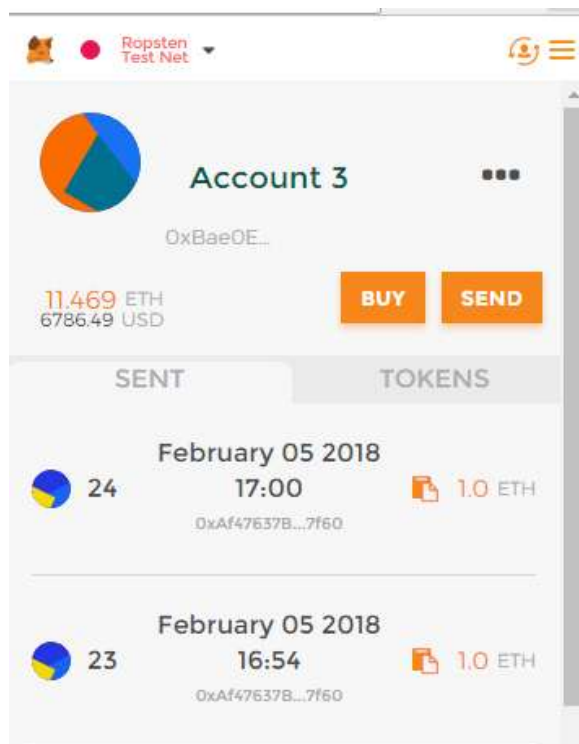 Ropsten
Test Net
Account 3
0xBae0E...
11.469 ETH
6786.49 USD
BUY
SEND
SENT
TOKENS
February 05 2018
24
17:00
1.0 ETH
0xAf47637B...7f60
February 05 2018
23
16:54
1.0 ETH
0xAf47637B...7f60